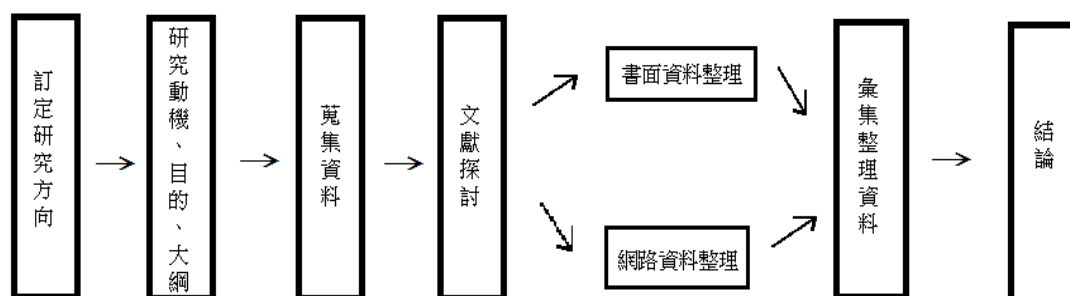 訂定研究方向
研究動機、目的、大綱
蒐集資料
文獻探討
書面資料整理
網路資料整理
彙集整理資料
結論